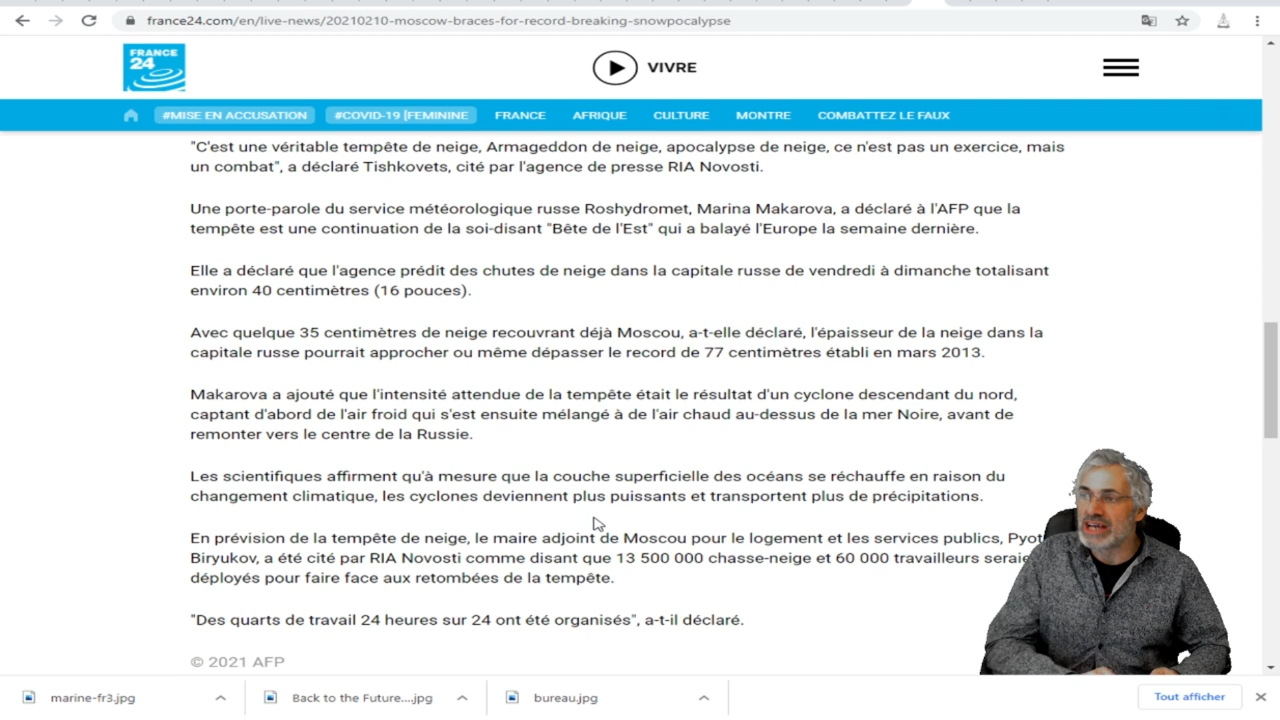 france24.com/en/live-news/20210210-moscow-braces-for-record-breaking-snowpocalypse
FRANCE
24
VIVRE
#MISE EN ACCUSATION #COVID-19 [FEMININE FRANCE AFRIQUE CULTURE MONTRE COMBATTEZ LE FAUX
"C'est une véritable tempête de neige, Armageddon de neige, apocalypse de neige, ce n'est pas un exercice, mais
un combat", a déclaré Tishkovets, cité par l'agence de presse RIA Novosti.
Une porte-parole du service météorologique russe Roshydromet, Marina Makarova, a déclaré à l'AFP que la
tempête est une continuation de la soi-disant "Bête de l'Est" qui a balayé l'Europe la semaine dernière.
Elle a déclaré que l'agence prédit des chutes de neige dans la capitale russe de vendredi à dimanche totalisant
environ 40 centimètres (16 pouces).
Avec quelque 35 centimètres de neige recouvrant déjà Moscou, a-t-elle déclaré, l'épaisseur de la neige dans la
capitale russe pourrait approcher ou même dépasser le record de 77 centimètres établi en mars 2013.
Makarova a ajouté que l'intensité attendue de la tempête était le résultat d'un cyclone descendant du nord,
captant d'abord de l'air froid qui s'est ensuite mélangé à de l'air chaud au-dessus de la mer Noire, avant de
remonter vers le centre de la Russie.
Les scientifiques affirment qu'à mesure que la couche superficielle des océans se réchauffe en raison du
changement climatique, les cyclones deviennent plus puissants et transportent plus de précipitations.
En prévision de la tempête de neige, le maire adjoint de Moscou pour le logement et les services publics, Pyot
Biryukov, a été cité par RIA Novosti comme disant que 13 500 000 chasse-neige et 60 000 travailleurs seraie
déployés pour faire face aux retombées de la tempête.
"Des quarts de travail 24 heures sur 24 ont été organisés", a-t-il déclaré.
© 2021 AFP
marine-fr3.jpg Back to the Future....jpg bureau.jpg Tout afficher